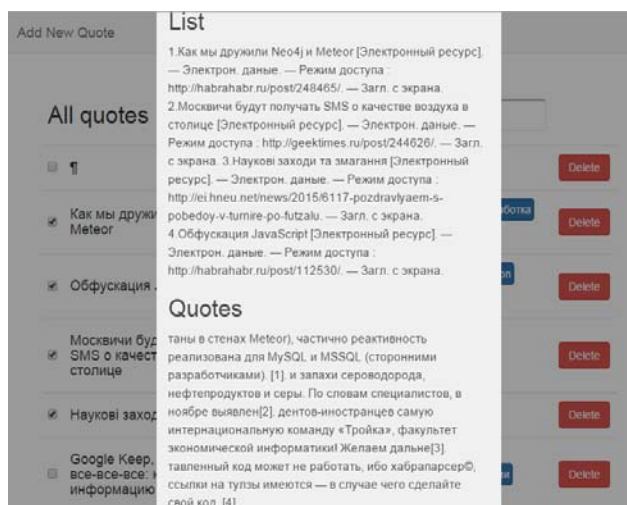 Add New Quote
All quotes
¶
Delete
Как мы дружи
Meteor
ботка
Delete
Обфускация
Delete
Москвичи буд
SMS о качест
столице
Delete
Наукові заход
Delete
Google Keep,
все-все-все:
информацию
Delete
List
1.Как мы дружили Neo4j и Meteor [Электронный ресурс].
— Электрон. даные. — Режим доступа :
http://habrahabr.ru/post/248465/. — Загл. с экрана.
2.Москвичи будут получать SMS о качестве воздуха в
столице [Электронный ресурс]. — Электрон. даные. —
Режим доступа : http://geektimes.ru/post/244626/. — Загл.
с экрана. 3.Наукові заходи та змагання [Электронный
ресурс]. — Электрон. даные. — Режим доступа :
http://ei.hneu.net/news/2015/6117-pozdravlyaem-s-
pobedoy-v-turnire-po-futzalu. — Загл. с экрана.
4.Обфускация JavaScript [Электронный ресурс]. —
Электрон. даные. — Режим доступа :
http://habrahabr.ru/post/112530/. — Загл. с экрана.
Quotes
таны в стенах Meteor), частично реактивность
реализована для MySQL и MSSQL (сторонними
разработчиками). [1]. и запахи сероводорода,
нефтепродуктов и серы. По словам специалистов, в
ноябре выявлен[2]. дентов-иностранцев самую
интернациональную команду «Тройка», факультет
экономической информатики! Желаем дальне[3].
тавленный код может не работать, ибо хабрапарсер©,
ссылки на тулзы имеются — в случае чего сделайте
свой код. [4]